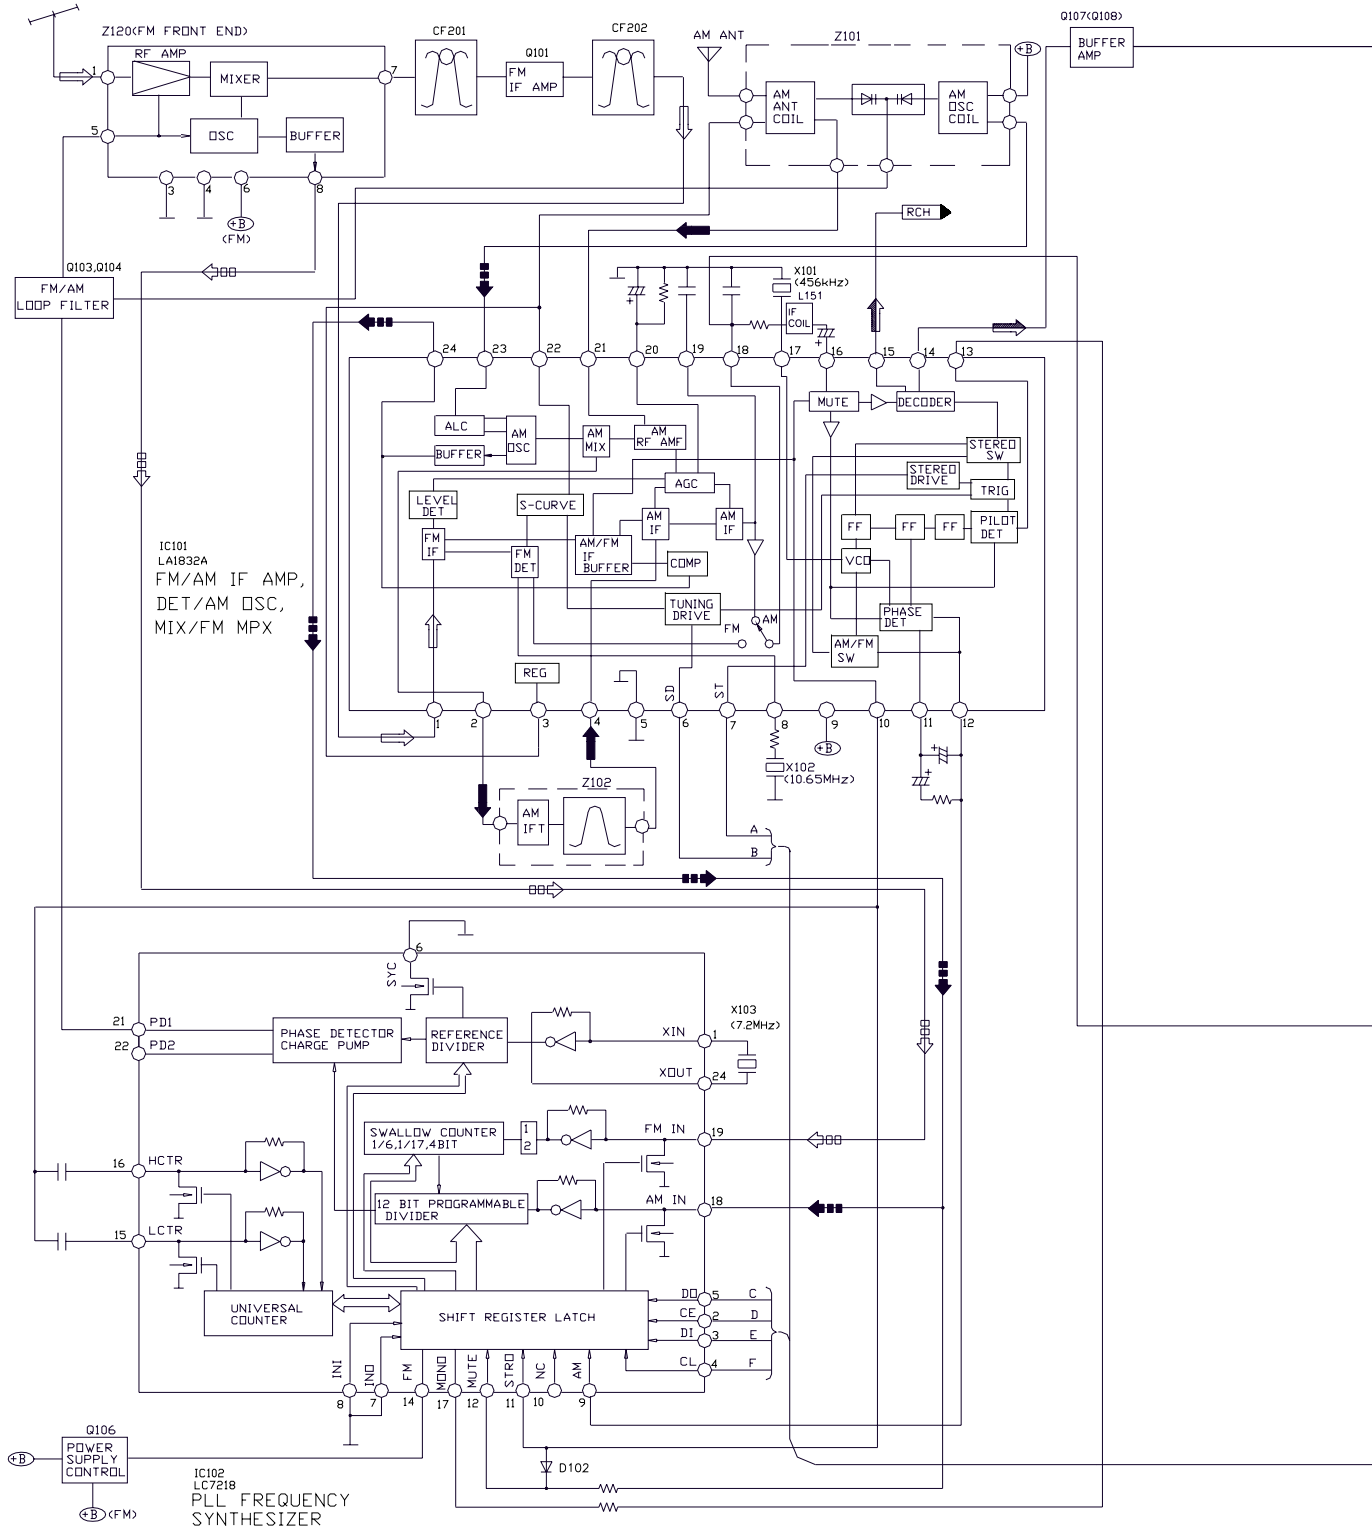 Z120(FM FRONT END)
RF AMP
MIXER
OSC
BUFFER
1
7
5
3
4
6
8
+B
(FM)
CF201
Q101
FM
IF AMP
CF202
AM ANT
Z101
AM
ANT
COIL
AM
OSC
COIL
+B
Q107(Q108)
BUFFER
AMP
RCH
Q103,Q104
FM/AM
LOOP FILTER
X101
(456kHz)
L151
IF
COIL
+
+
24
23
22
21
20
19
18
17
16
15
14
13
ALC
BUFFER
AM
OSC
AM
MIX
AM
RF AMF
MUTE
DECODER
STEREO
SW
STEREO
DRIVE
TRIG
AGC
LEVEL
DET
S-CURVE
AM
IF
AM
IF
FM
IF
FM
DET
AM/FM
IF
BUFFER
COMP
FF
FF
FF
PILOT
DET
VCO
TUNING
DRIVE
FM
AM
PHASE
DET
AM/FM
SW
REG
SD
ST
IC101
LA1832A
FM/AM IF AMP,
DET/AM OSC,
MIX/FM MPX
1
2
3
4
5
6
7
8
9
10
11
12
+B
X102
(10.65MHz)
+
+
Z102
AM
IFT
A
B
6
SYC
21
PD1
22
PD2
PHASE DETECTOR
CHARGE PUMP
REFERENCE
DIVIDER
XIN
1
X103
(7.2MHz)
XOUT
24
SWALLOW COUNTER
1/6,1/17,4BIT
1
2
FM IN
19
16
HCTR
12 BIT PROGRAMMABLE
DIVIDER
AM IN
18
15
LCTR
UNIVERSAL
COUNTER
SHIFT REGISTER LATCH
DO
5
C
CE
2
D
DI
3
E
CL
4
F
INI
INO
FM
MONO
MUTE
STRO
NC
AM
8
7
14
17
12
11
10
9
Q106
+B
POWER
SUPPLY
CONTROL
+B
(FM)
D102
IC102
LC7218
PLL FREQUENCY
SYNTHESIZER